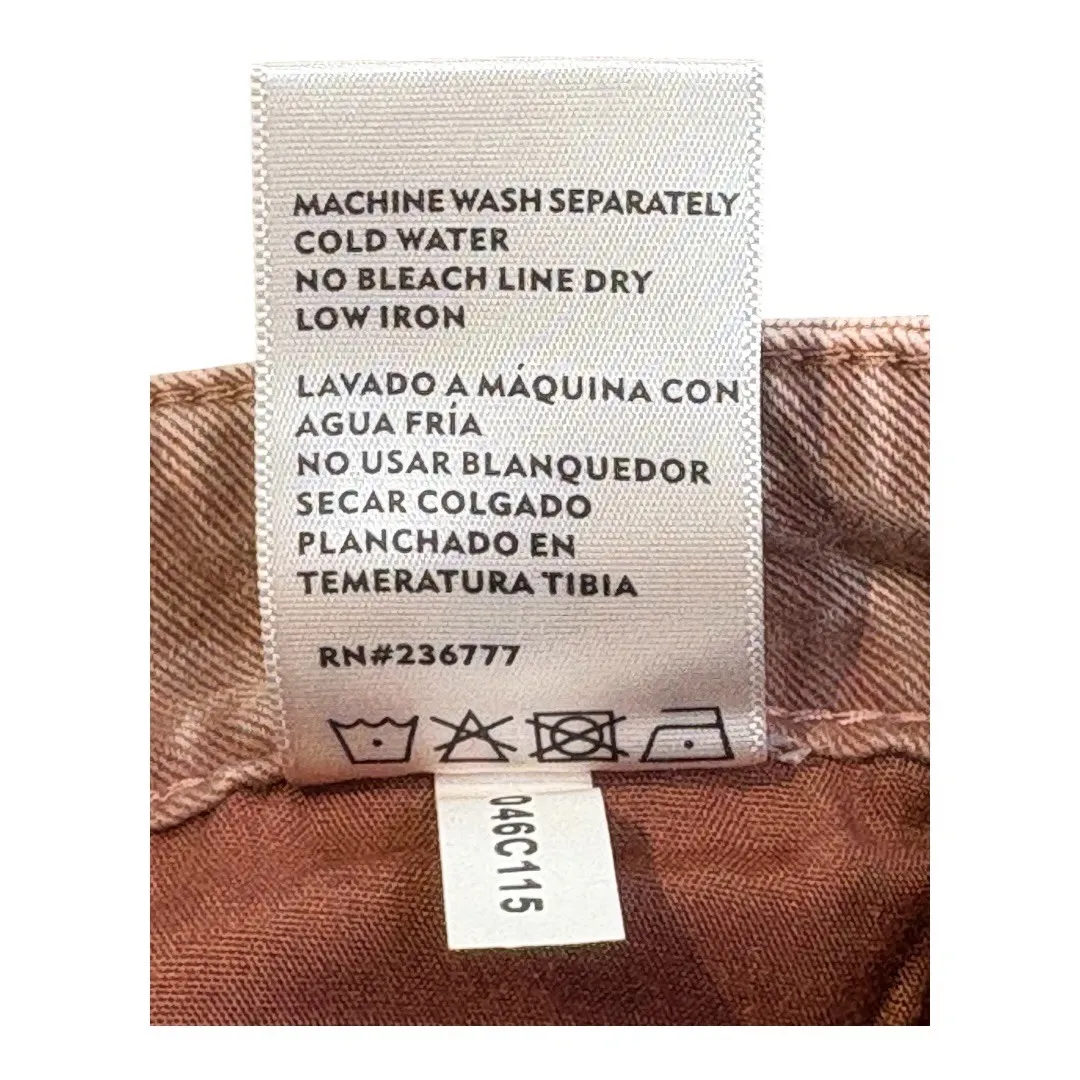 MACHINE WASH SEPARATELY
COLD WATER
NO BLEACH LINE DRY
LOW IRON
LAVADO A MÁQUINA CON
AGUA FRÍA
NO USAR BLANQUEDOR
SECAR COLGADO
PLANCHADO EN
TEMERATURA TIBIA
RN#236777
046C115